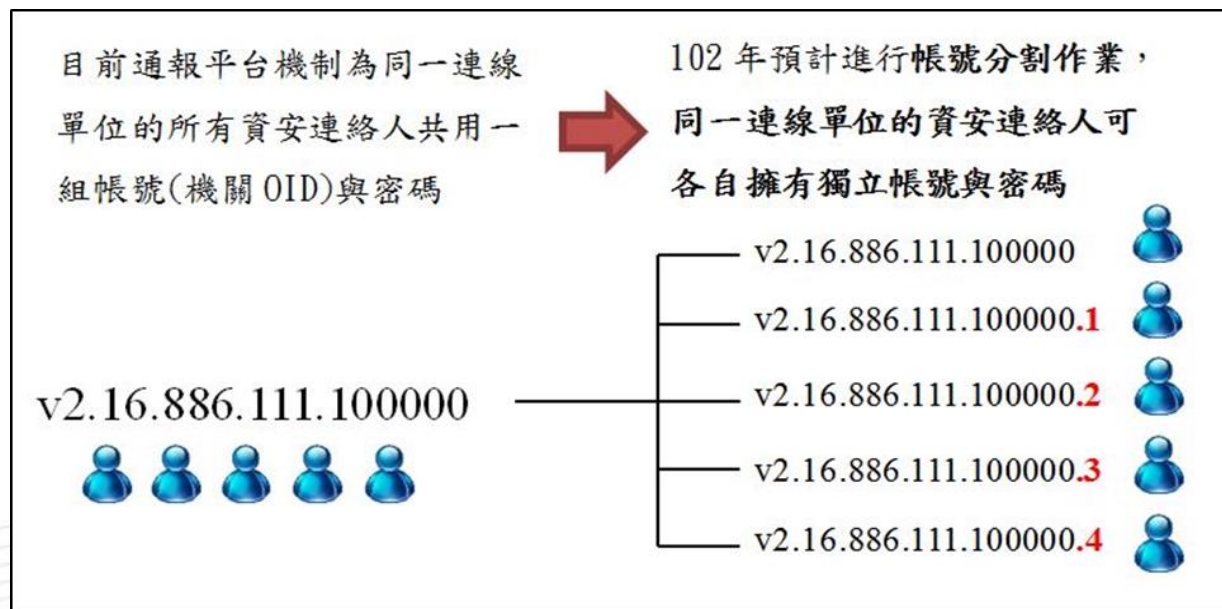 目前通報平台機制為同一連線
單位的所有資安連絡人共用一
組帳號(機關OID)與密碼
102年預計進行帳號分割作業，
同一連線單位的資安連絡人可
各自擁有獨立帳號與密碼
v2.16.886.111.100000
v2.16.886.111.100000
v2.16.886.111.100000.1
v2.16.886.111.100000.2
v2.16.886.111.100000.3
v2.16.886.111.100000.4